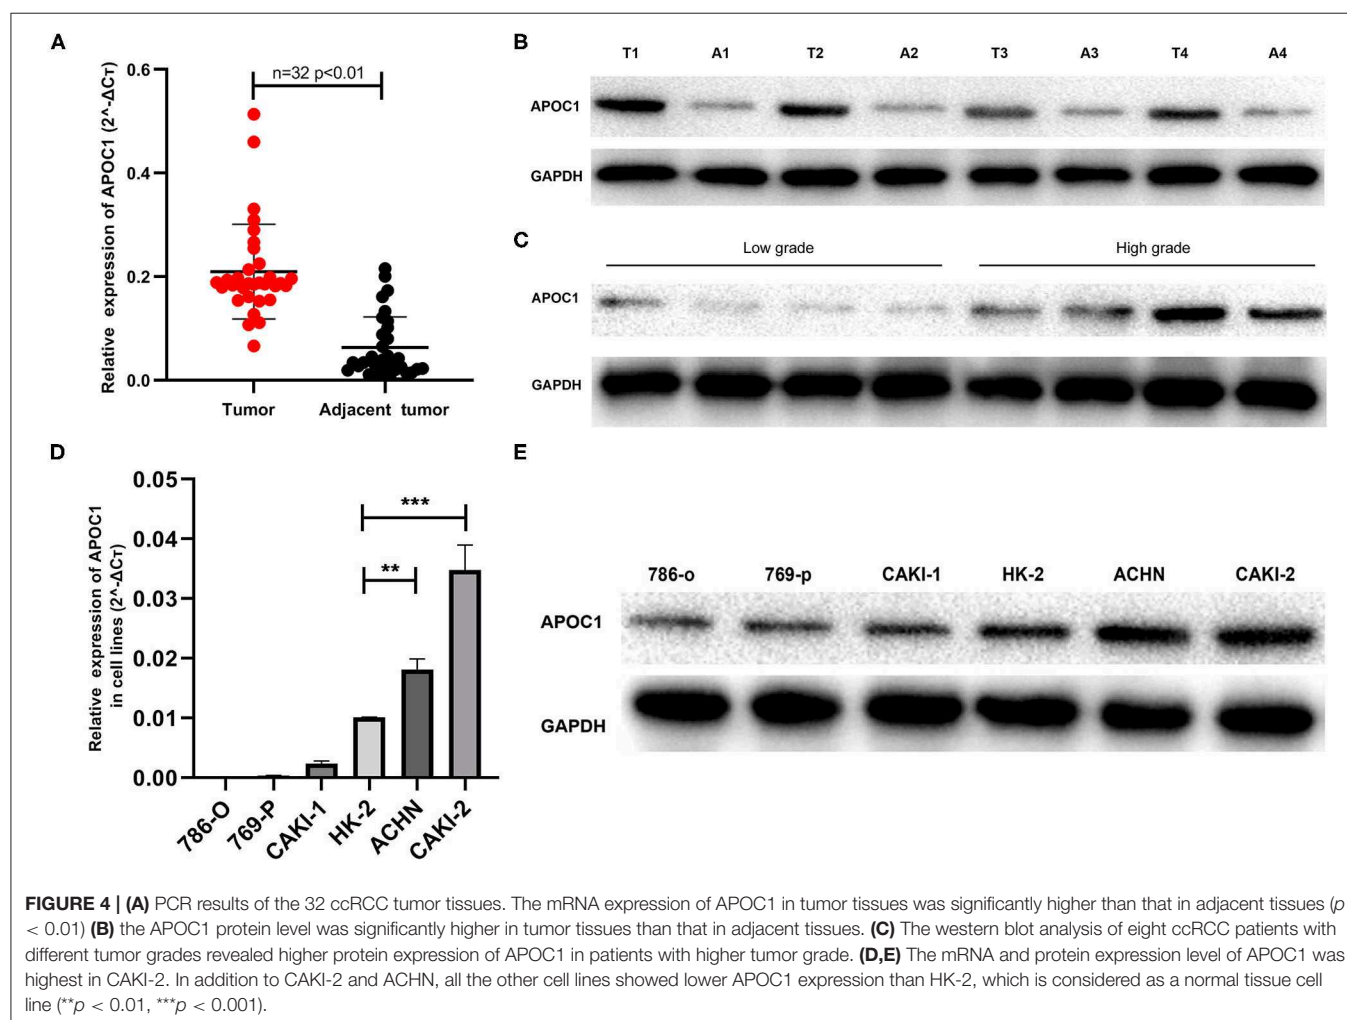 A
n=32 p<0.01
Relative expression of APOC1 (2^-ΔCT)
0.6
0.4
0.2
0.0
Tumor
Adjacent tumor
B
T1 A1 T2 A2 T3 A3 T4 A4
APOC1
GAPDH
C
Low grade High grade
APOC1
GAPDH
D
Relative expression of APOC1
in cell lines (2^-ΔCT)
0.05
0.04
0.03
0.02
0.01
0.00
***
**
786-O
769-P
CAKI-1
HK-2
ACHN
CAKI-2
E
786-o 769-p CAKI-1 HK-2 ACHN CAKI-2
APOC1
GAPDH
FIGURE 4 | (A) PCR results of the 32 ccRCC tumor tissues. The mRNA expression of APOC1 in tumor tissues was significantly higher than that in adjacent tissues (p
< 0.01) (B) the APOC1 protein level was significantly higher in tumor tissues than that in adjacent tissues. (C) The western blot analysis of eight ccRCC patients with
different tumor grades revealed higher protein expression of APOC1 in patients with higher tumor grade. (D,E) The mRNA and protein expression level of APOC1 was
highest in CAKI-2. In addition to CAKI-2 and ACHN, all the other cell lines showed lower APOC1 expression than HK-2, which is considered as a normal tissue cell
line (**p < 0.01, ***p < 0.001).